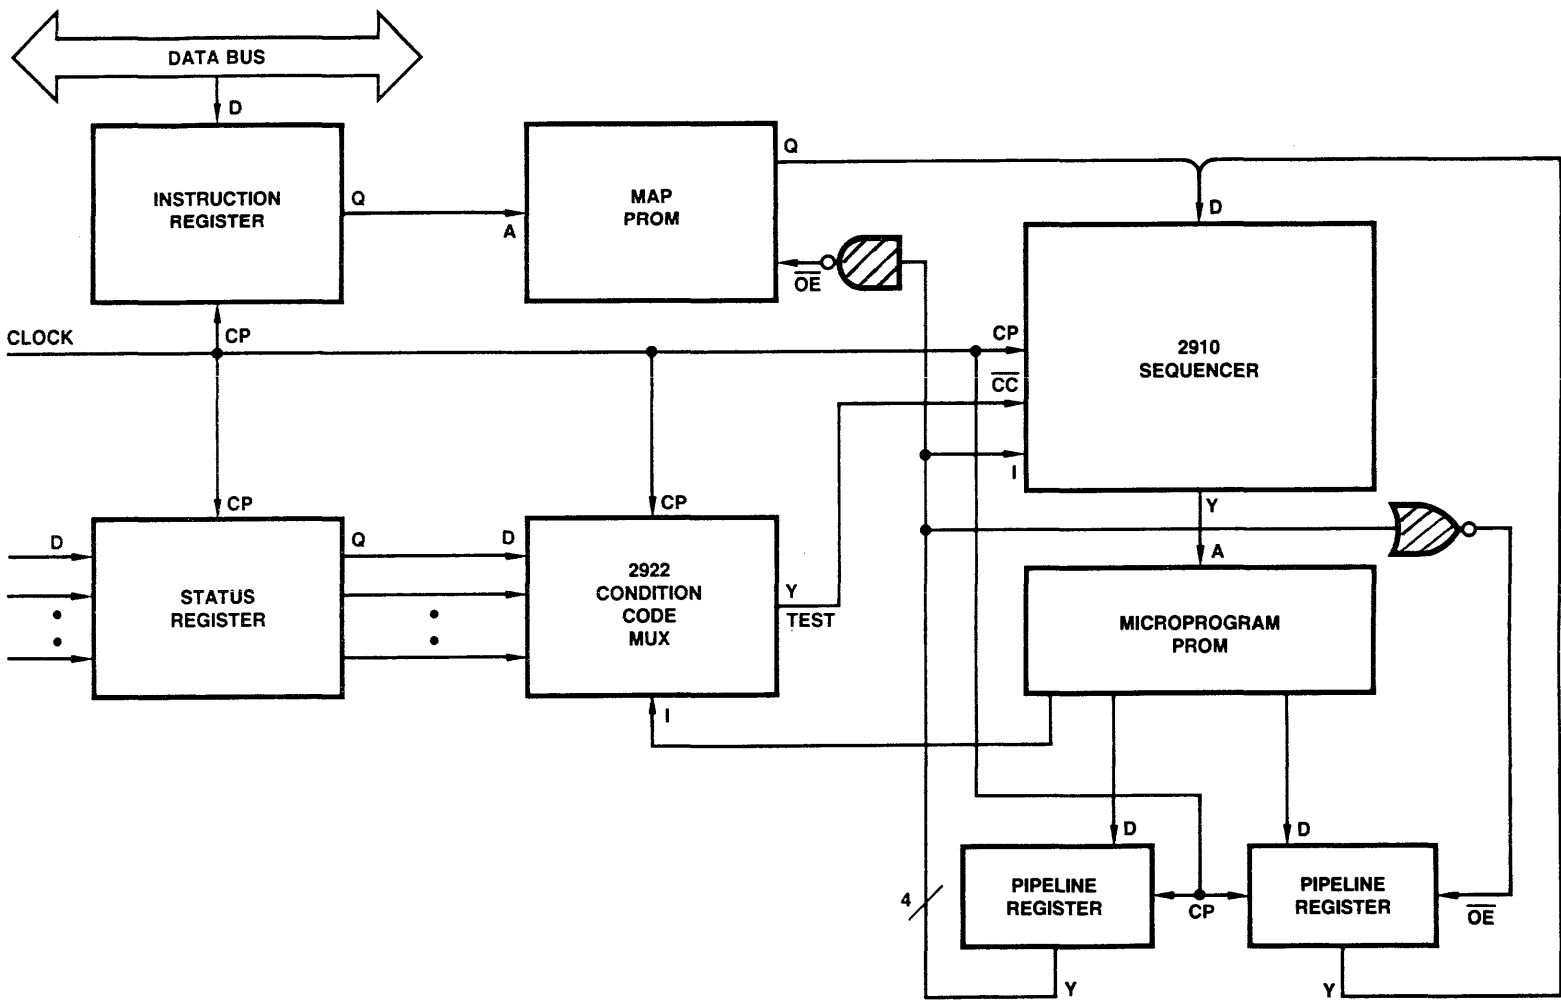 DATA BUS
D
INSTRUCTION
REGISTER
Q
A
MAP
PROM
Q
OE
D
CLOCK
CP
CP
CC
I
2910
SEQUENCER
Y
CP
D
STATUS
REGISTER
Q
CP
D
2922
CONDITION
CODE
MUX
Y
TEST
I
A
MICROPROGRAM
PROM
D
D
4
PIPELINE
REGISTER
CP
PIPELINE
REGISTER
OE
Y
Y